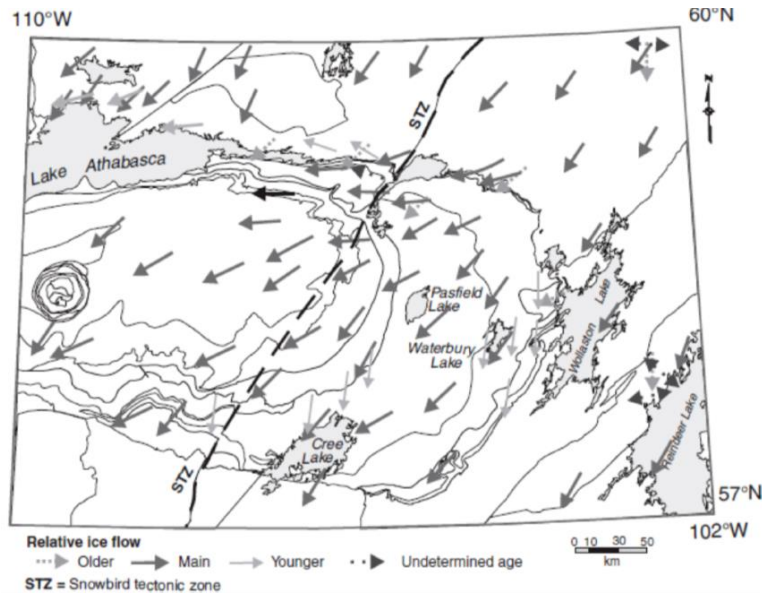 110°W
60°N
N
STZ
Lake Athabasca
Pasfield
Lake
Waterbury
Lake
Wollaston Lake
Cree
Lake
Reindeer Lake
STZ
57°N
102°W
Relative ice flow
Older
Main
Younger
Undetermined age
STZ = Snowbird tectonic zone
0 10 30 50
km